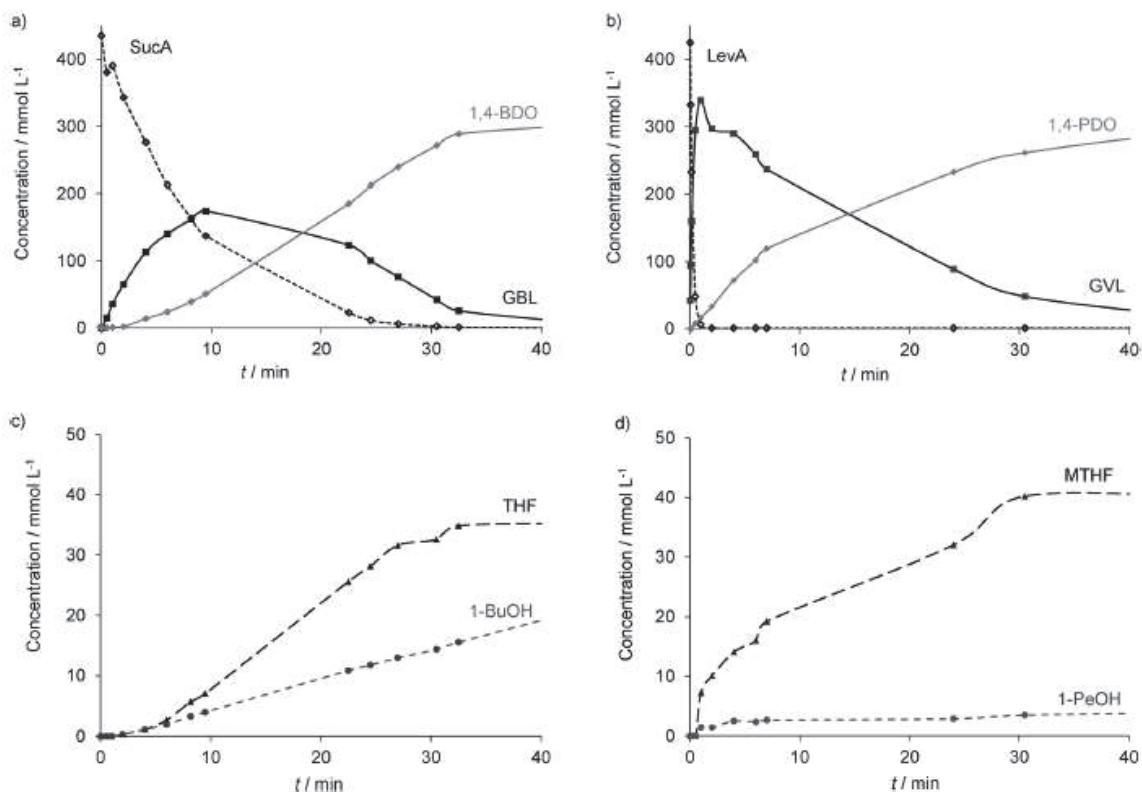 a)
Concentration / mmol L⁻¹
400
300
200
100
0
SucA
1,4-BDO
GBL
0 10 20 30 40
t / min
b)
Concentration / mmol L⁻¹
400
300
200
100
0
LevA
1,4-PDO
GVL
0 10 20 30 40
t / min
c)
Concentration / mmol L⁻¹
50
40
30
20
10
0
THF
1-BuOH
0 10 20 30 40
t / min
d)
Concentration / mmol L⁻¹
50
40
30
20
10
0
MTHF
1-PeOH
0 10 20 30 40
t / min